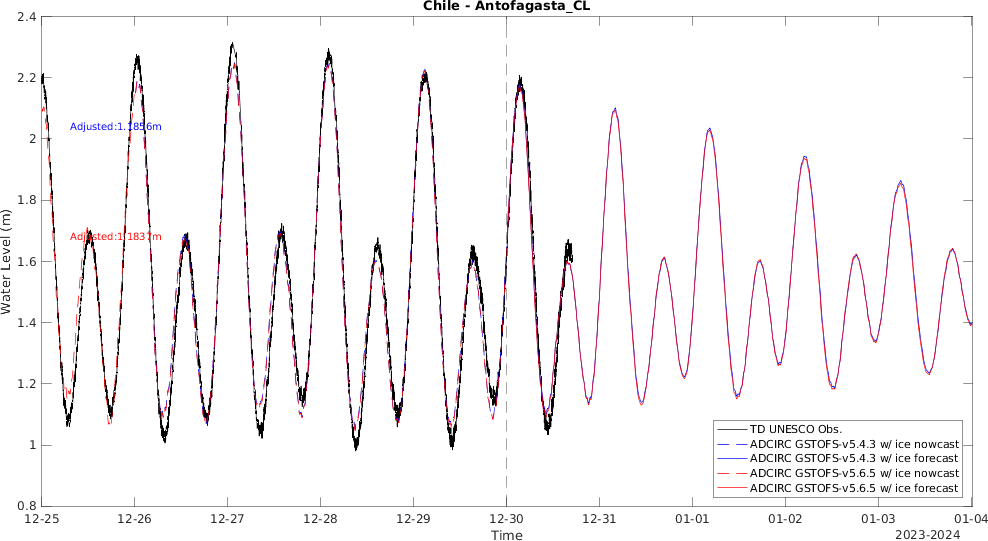 Chile - Antofagasta_CL
2.4
2.2
2
1.8
1.6
1.4
1.2
1
0.8
Water Level (m)
Adjusted:1.1856m
Adjusted:1.1837m
TD UNESCO Obs.
ADCIRC GSTOFS-v5.4.3 w/ ice nowcast
ADCIRC GSTOFS-v5.4.3 w/ ice forecast
ADCIRC GSTOFS-v5.6.5 w/ ice nowcast
ADCIRC GSTOFS-v5.6.5 w/ ice forecast
12-25 12-26 12-27 12-28 12-29 12-30 12-31 01-01 01-02 01-03 01-04
Time
2023-2024